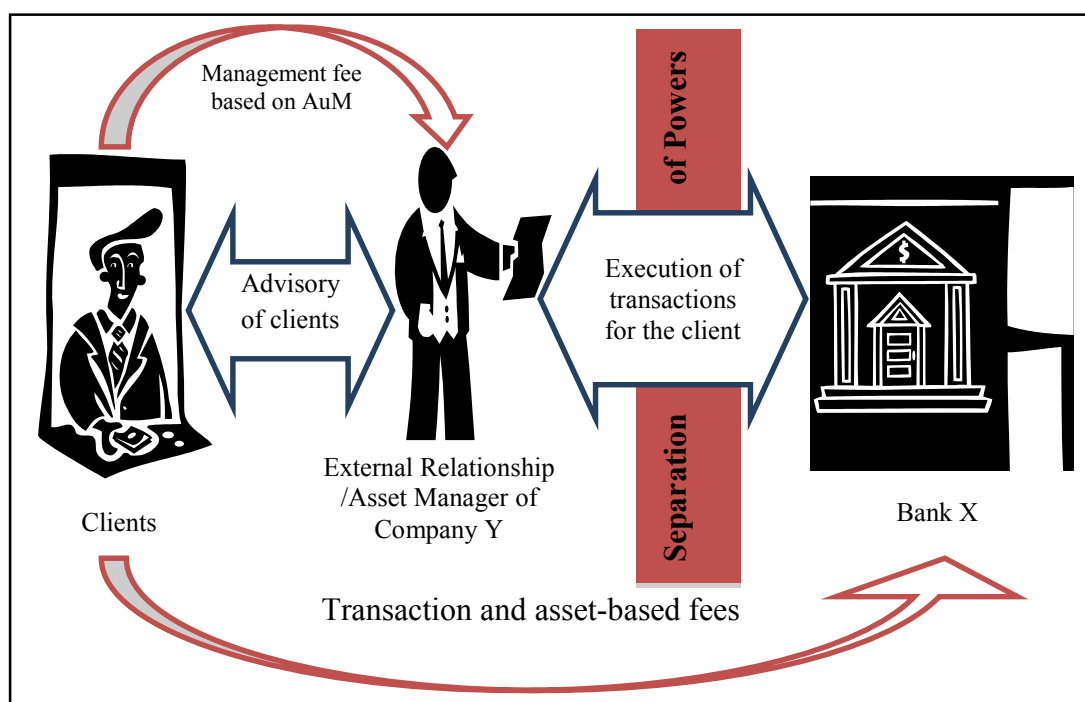 Management fee
based on AuM
Separation of Powers
Advisory
of clients
Execution of
transactions
for the client
$
External Relationship
/Asset Manager of
Company Y
Clients
Bank X
Transaction and asset-based fees